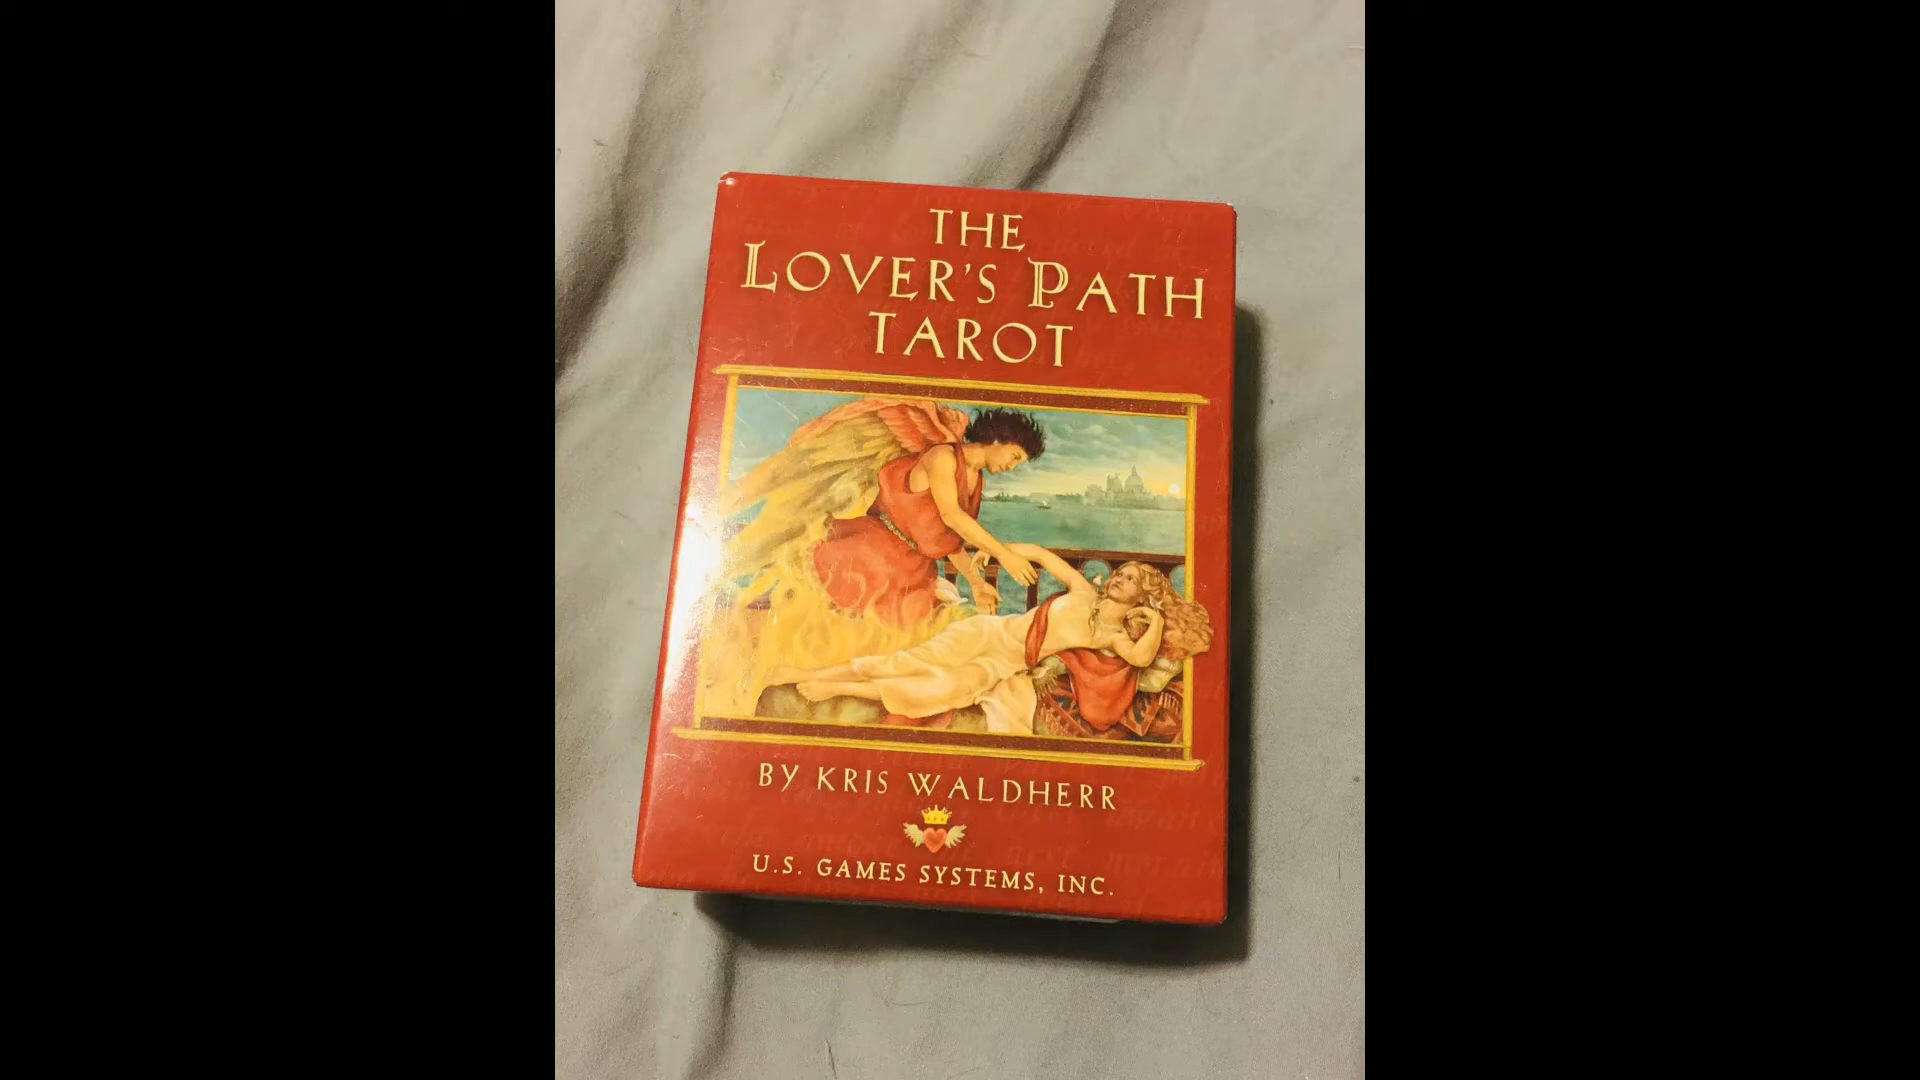 THE
LOVER'S PATH
TAROT
BY KRIS WALDHERR
U.S. GAMES SYSTEMS, INC.